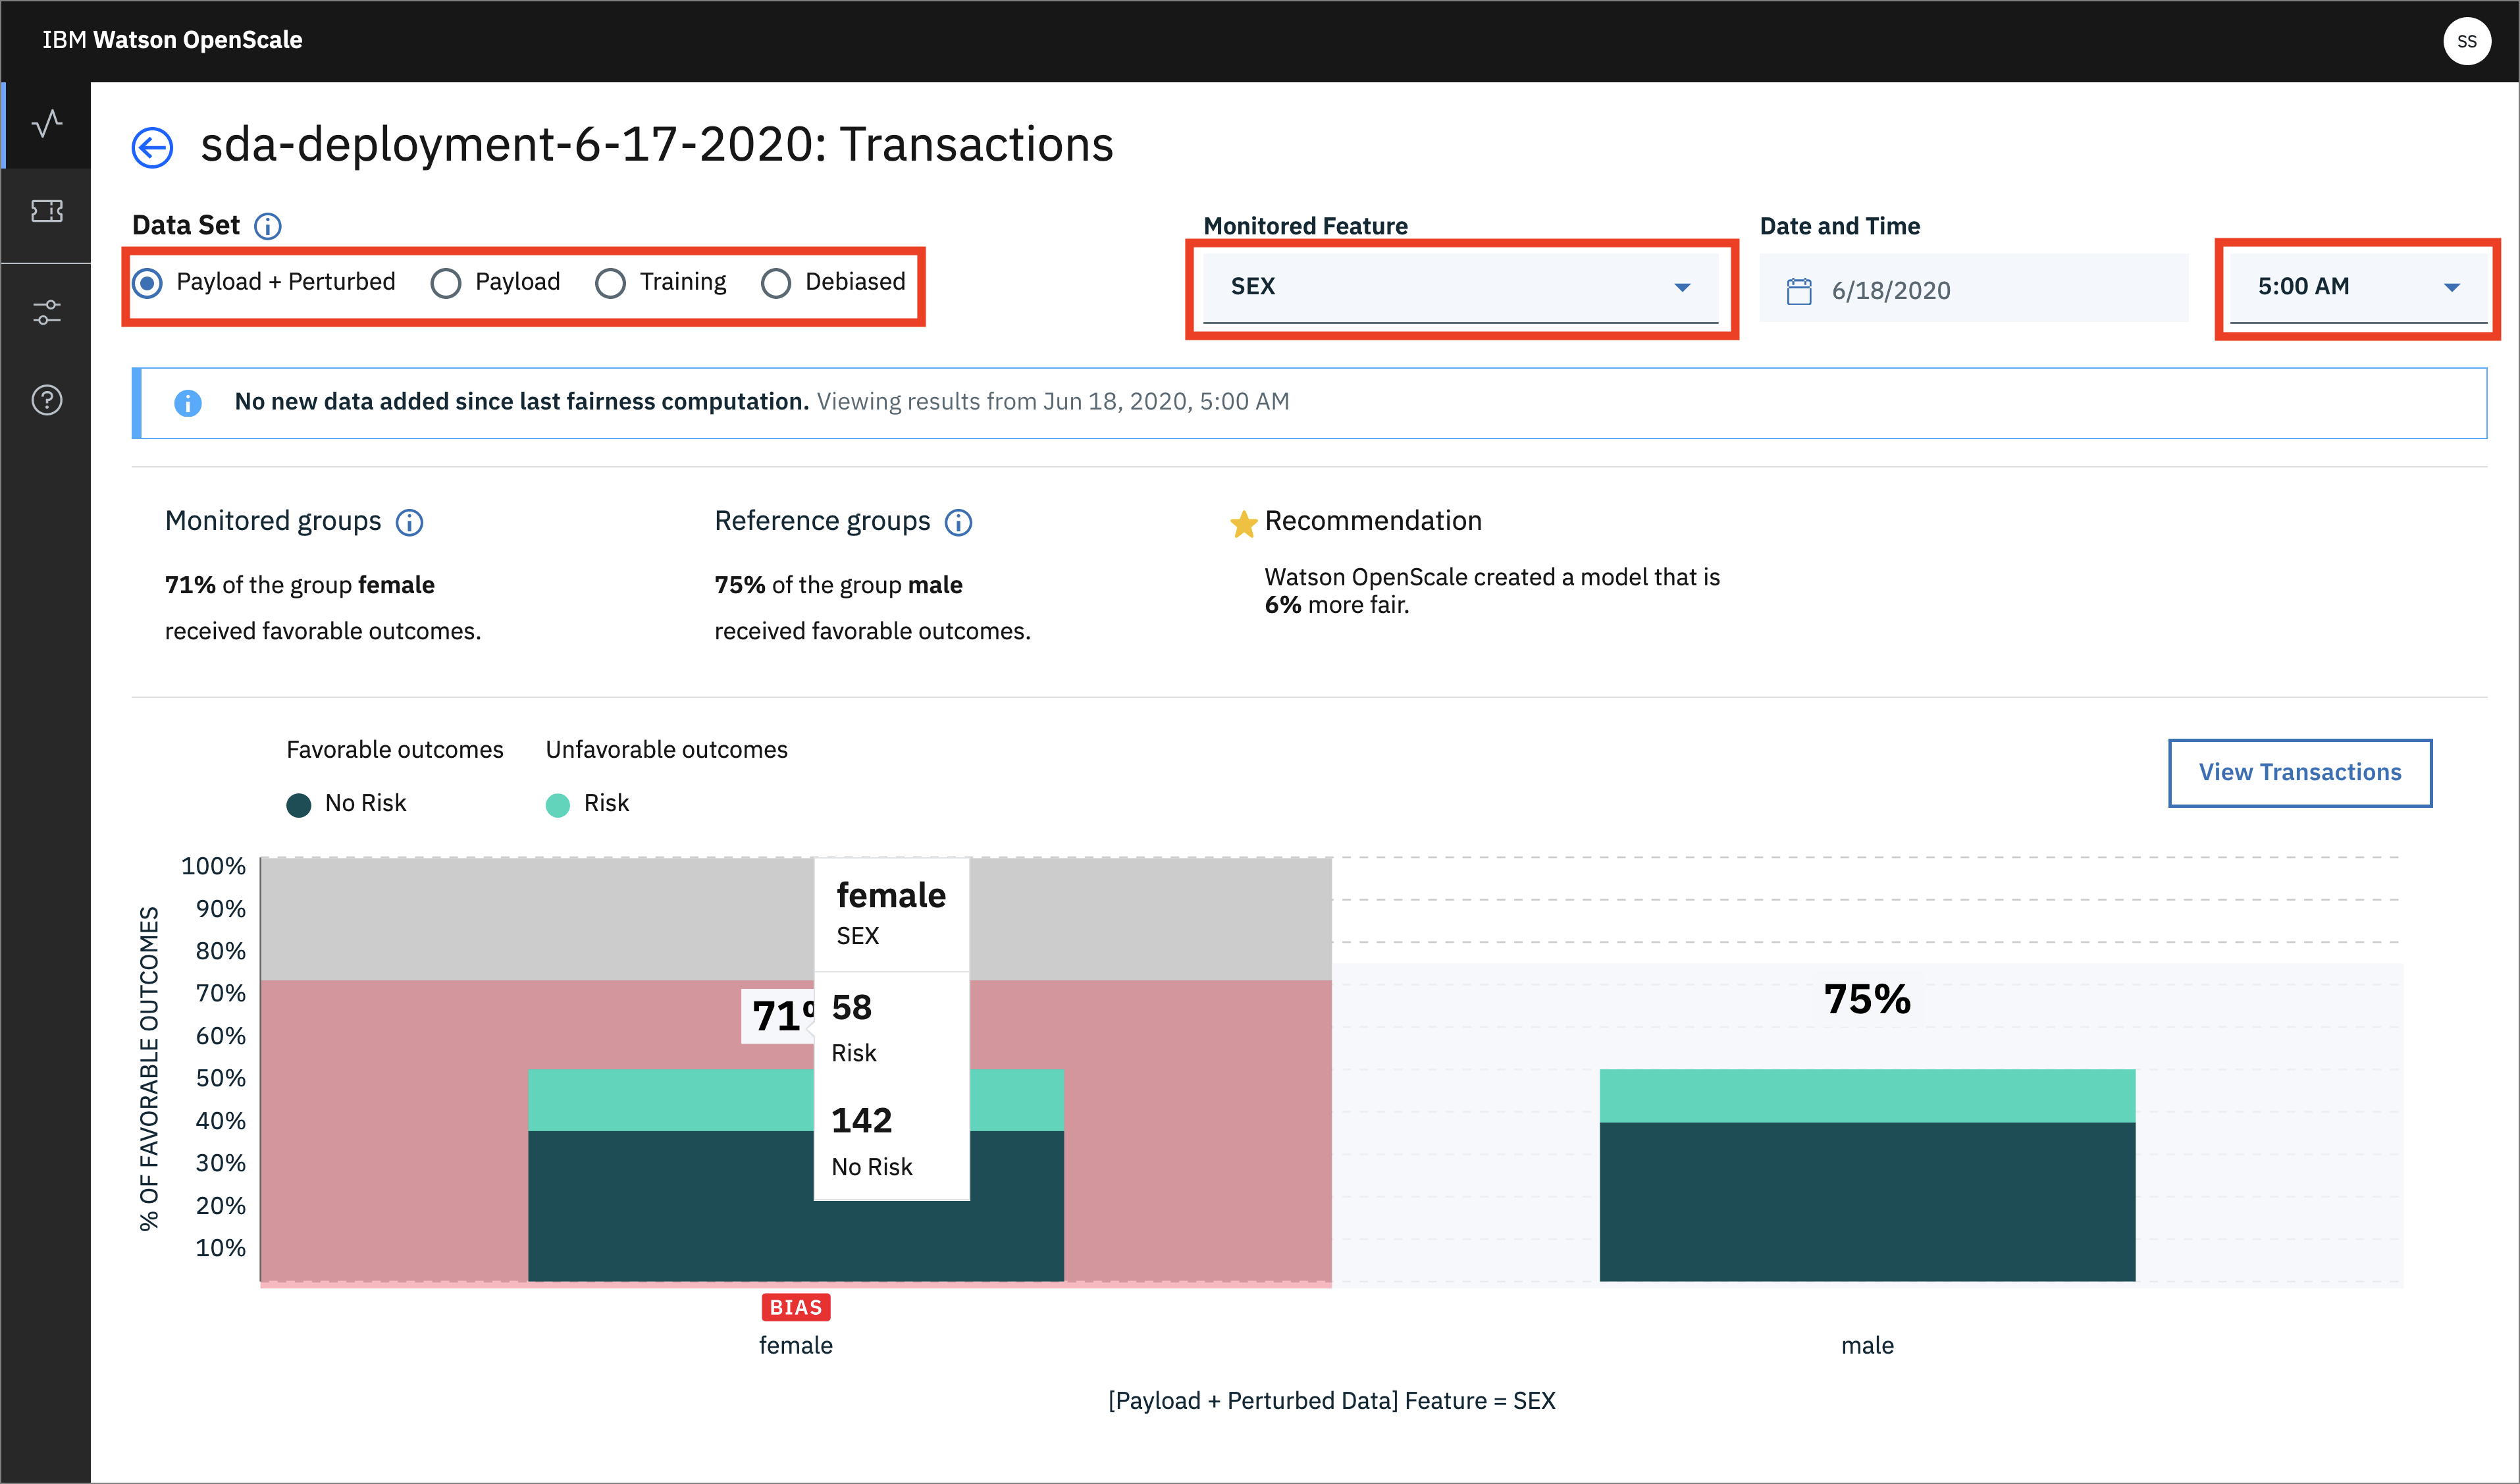 IBM Watson OpenScale
SS
sda-deployment-6-17-2020: Transactions
Data Set
Monitored Feature
Date and Time
Payload + Perturbed
Payload
Training
Debiased
SEX
6/18/2020
5:00 AM
No new data added since last fairness computation. Viewing results from Jun 18, 2020, 5:00 AM
Monitored groups
71% of the group female
received favorable outcomes.
Reference groups
75% of the group male
received favorable outcomes.
Recommendation
Watson OpenScale created a model that is
6% more fair.
Favorable outcomes
No Risk
Unfavorable outcomes
Risk
View Transactions
% OF FAVORABLE OUTCOMES
100%
90%
80%
70%
60%
50%
40%
30%
20%
10%
71%
female
SEX
58
Risk
142
No Risk
75%
BIAS
female
male
[Payload + Perturbed Data] Feature = SEX